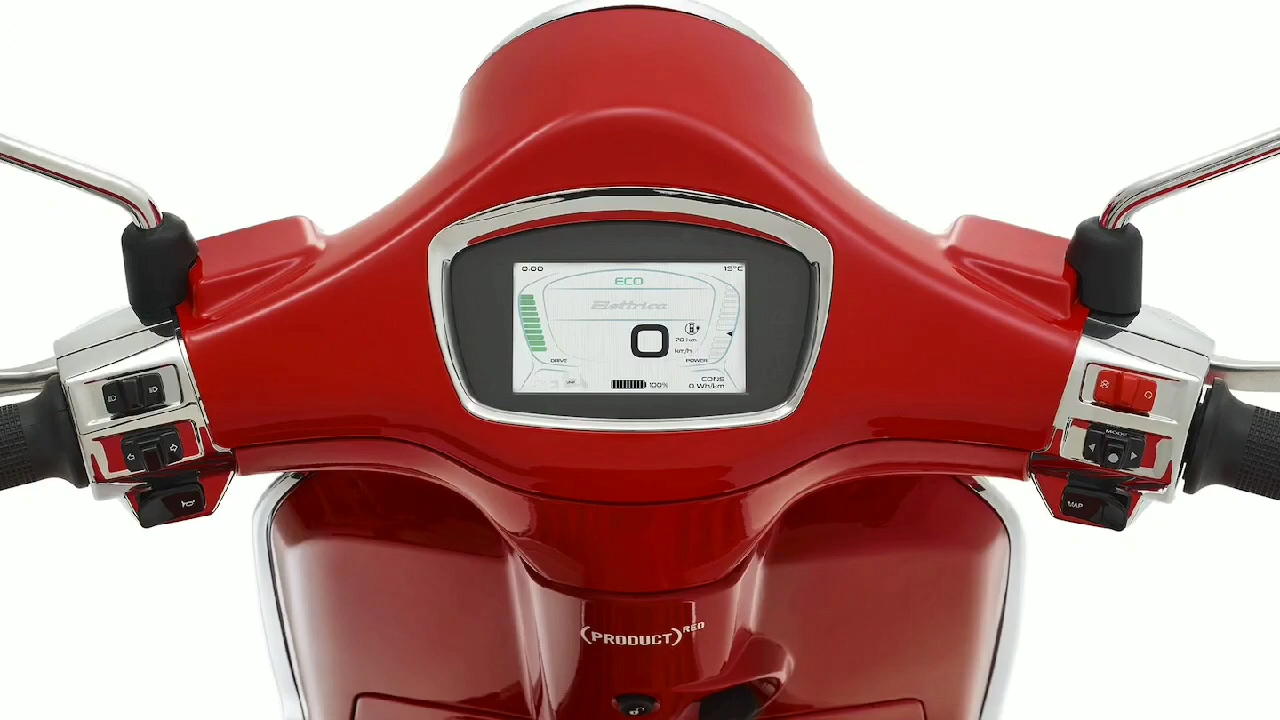 0:00
15°C
ECO
Elettrica
0
70 km
km/h
DRIVE
POWER
100%
CONS
0 Wh/km
MODE
MAP
(PRODUCT)RED